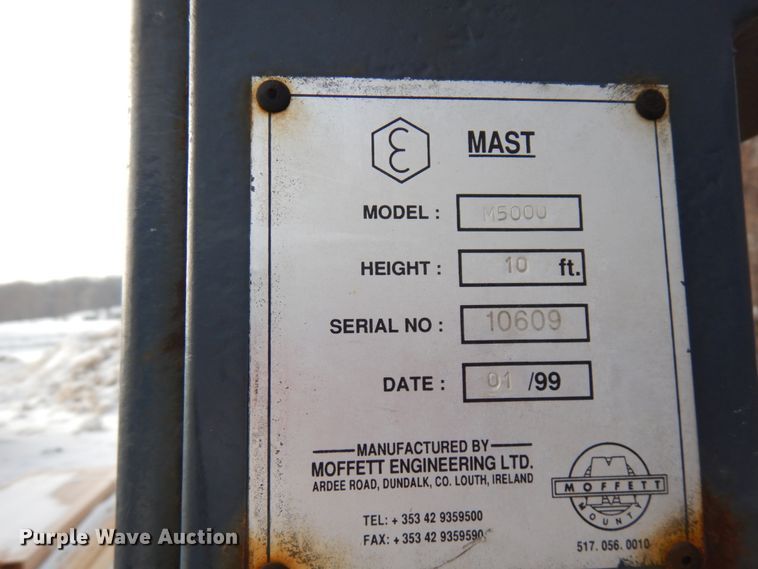 Ɛ MAST
MODEL : M5000
HEIGHT : 10 ft.
SERIAL NO : 10609
DATE : 01 /99
MANUFACTURED BY
MOFFETT ENGINEERING LTD.
ARDEE ROAD, DUNDALK, CO. LOUTH, IRELAND
TEL: + 353 42 9359500
FAX: + 353 42 9359590
MOFFETT
MOUNTY
517. 056. 0010
Purple Wave Auction